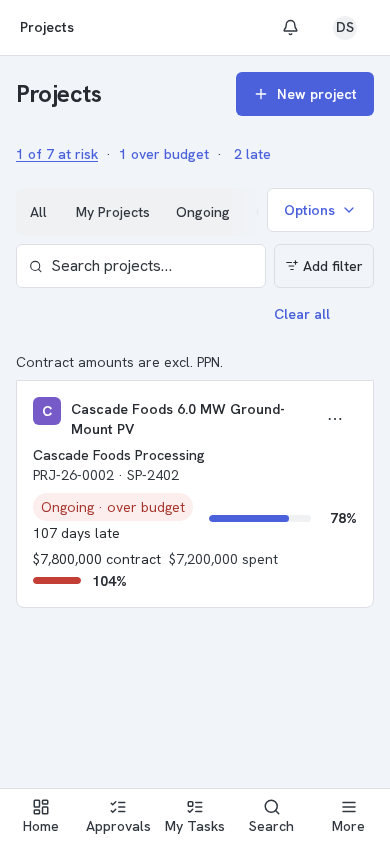 Projects
DS
Projects
New project
1 of 7 at risk · 1 over budget · 2 late
All My Projects Ongoing
Options
Search projects...
Add filter
Clear all
Contract amounts are excl. PPN.
C
Cascade Foods 6.0 MW Ground-
Mount PV
...
Cascade Foods Processing
PRJ-26-0002 · SP-2402
Ongoing · over budget
78%
107 days late
$7,800,000 contract $7,200,000 spent
104%
Home Approvals My Tasks Search More